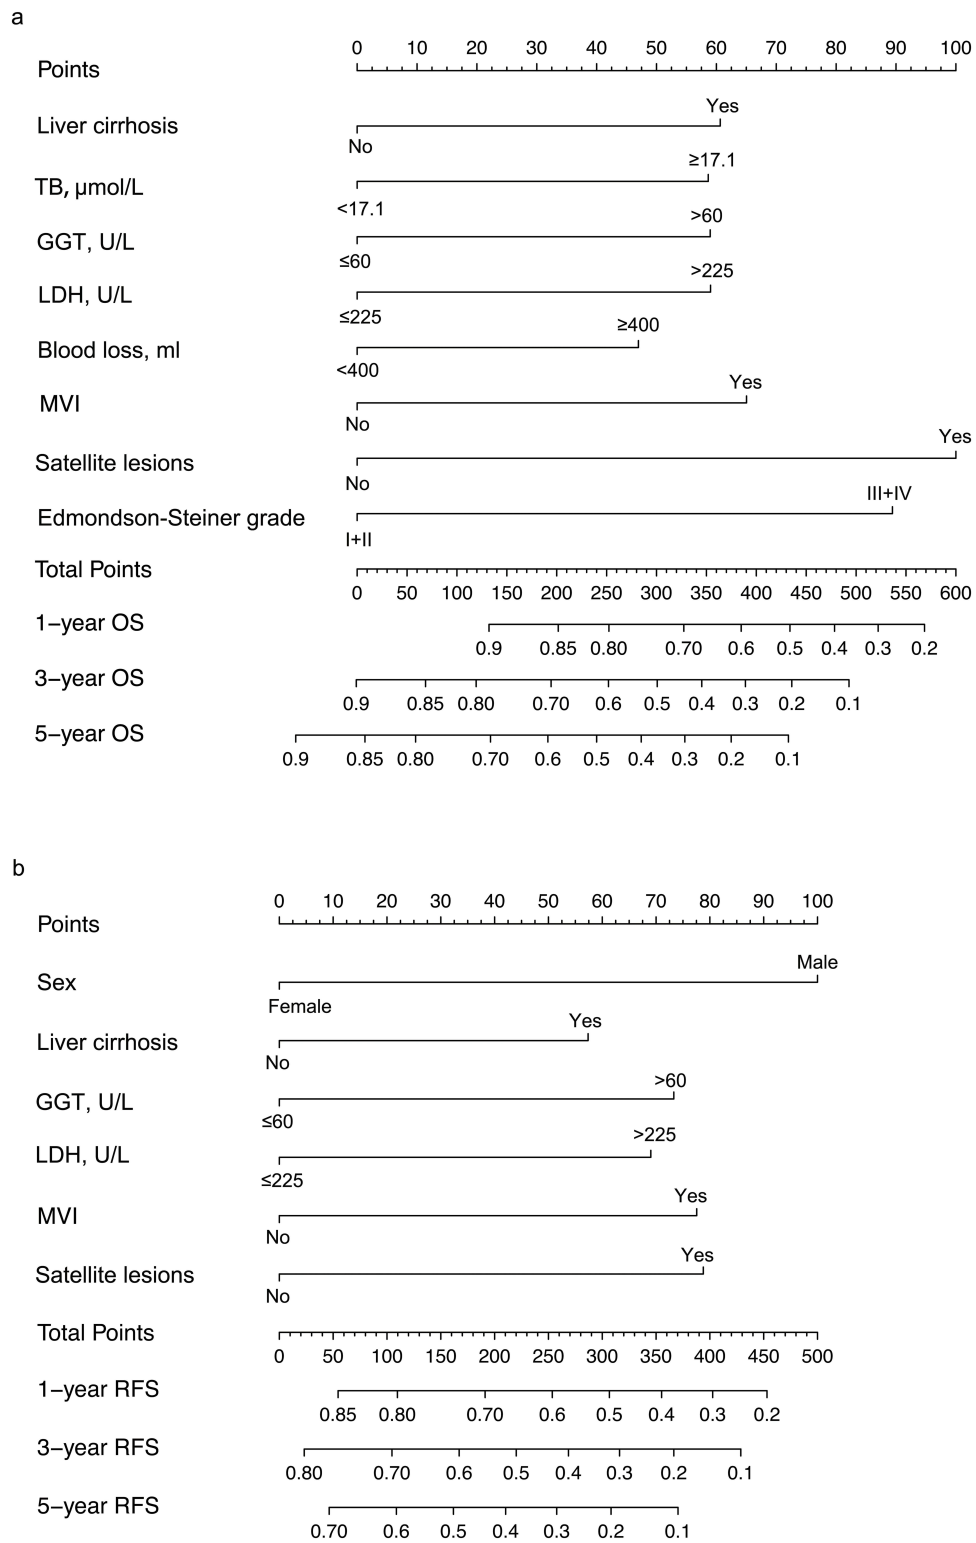 a
0 10 20 30 40 50 60 70 80 90 100
Points
Yes
Liver cirrhosis
No
≥17.1
TB, μmol/L
<17.1
>60
GGT, U/L
≤60
>225
LDH, U/L
≤225
≥400
Blood loss, ml
<400
Yes
MVI
No
Yes
Satellite lesions
No
III+IV
Edmondson-Steiner grade
I+II
Total Points
0 50 100 150 200 250 300 350 400 450 500 550 600
1−year OS
0.9 0.85 0.80 0.70 0.6 0.5 0.4 0.3 0.2
3−year OS
0.9 0.85 0.80 0.70 0.6 0.5 0.4 0.3 0.2 0.1
5−year OS
0.9 0.85 0.80 0.70 0.6 0.5 0.4 0.3 0.2 0.1
b
0 10 20 30 40 50 60 70 80 90 100
Points
Male
Sex
Female
Yes
Liver cirrhosis
No
>60
GGT, U/L
≤60
>225
LDH, U/L
≤225
Yes
MVI
No
Yes
Satellite lesions
No
Total Points
0 50 100 150 200 250 300 350 400 450 500
1−year RFS
0.85 0.80 0.70 0.6 0.5 0.4 0.3 0.2
3−year RFS
0.80 0.70 0.6 0.5 0.4 0.3 0.2 0.1
5−year RFS
0.70 0.6 0.5 0.4 0.3 0.2 0.1